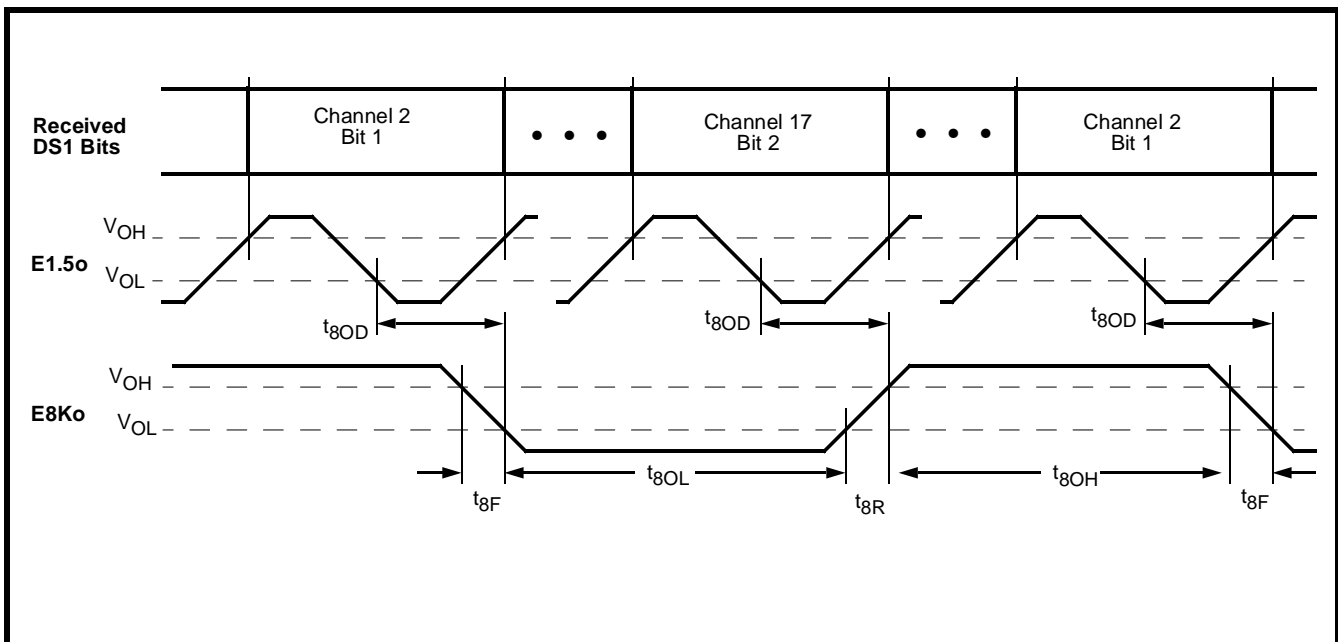 Received
DS1 Bits
Channel 2
Bit 1
• • •
Channel 17
Bit 2
• • •
Channel 2
Bit 1
VOH
E1.5o
VOL
t8OD
t8OD
t8OD
VOH
E8Ko
VOL
t8F
t8OL
t8R
t8OH
t8F